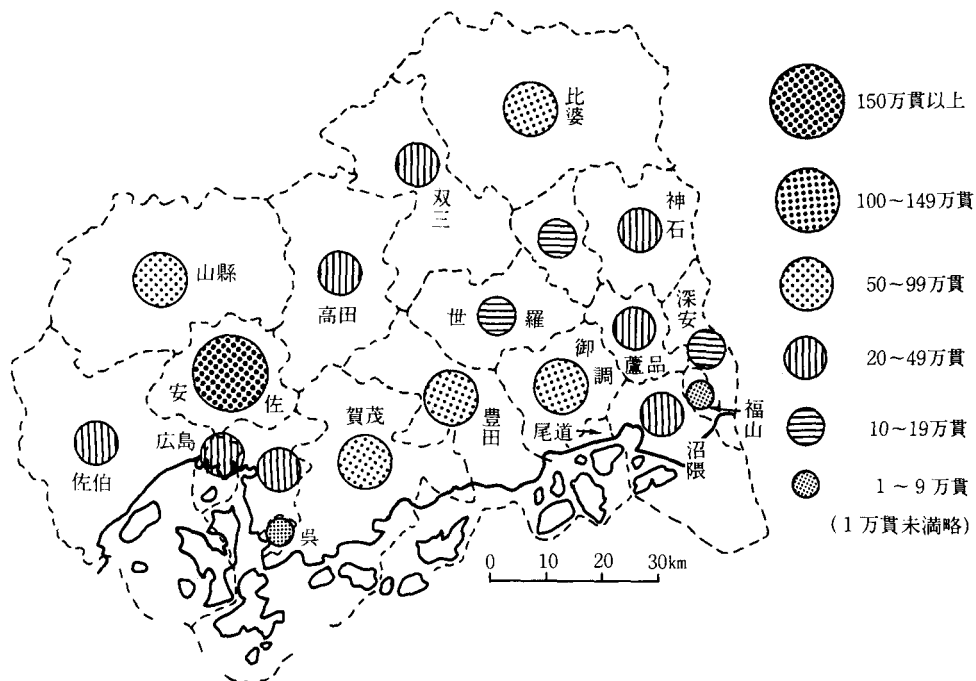 比婆
双三
神石
山縣
高田
世羅
深安
御調
蘆品
安佐
賀茂
豊田
広島
尾道
福山
沼隈
佐伯
呉
0 10 20 30km
150万貫以上
100～149万貫
50～99万貫
20～49万貫
10～19万貫
1～9万貫
(1万貫未満略)